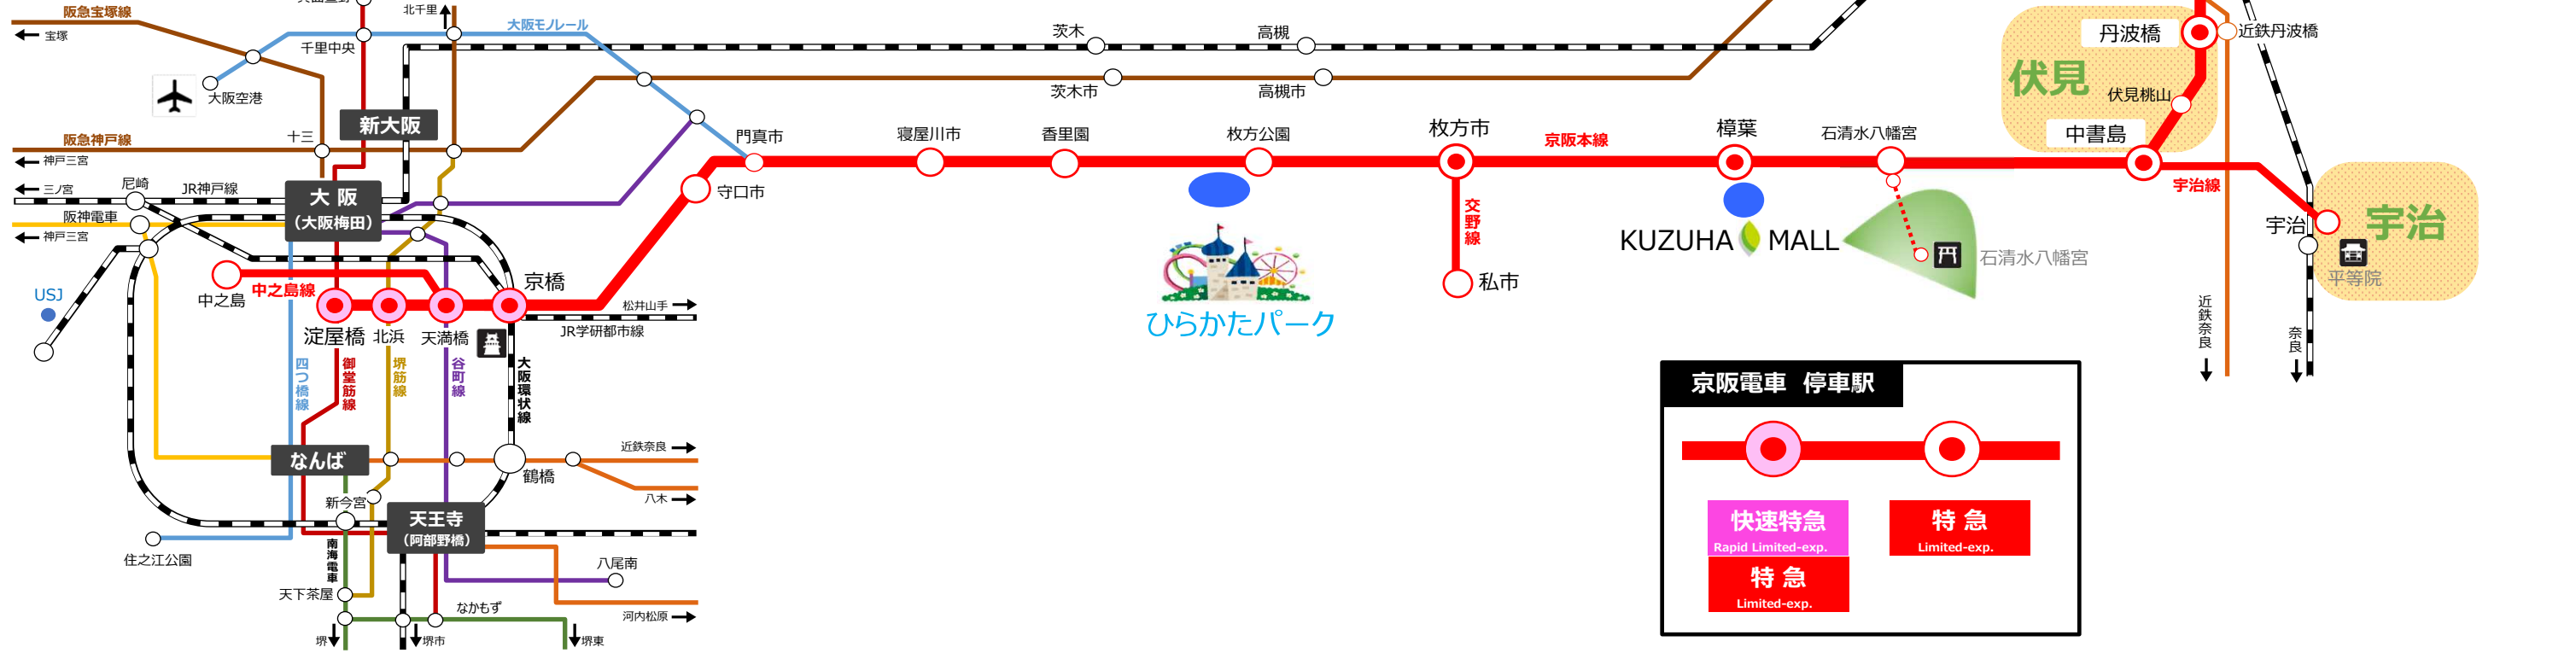 阪急宝塚線
宝塚
北千里
大阪モノレール
千里中央
大阪空港
新大阪
阪急神戸線
神戸三宮
十三
三ノ宮
尼崎
JR神戸線
阪神電車
神戸三宮
大 阪
(大阪梅田)
USJ
中之島
中之島線
淀屋橋
北浜
天満橋
京橋
松井山手
JR学研都市線
四つ橋線
御堂筋線
堺筋線
谷町線
大阪環状線
なんば
近鉄奈良
鶴橋
八木
新今宮
天王寺
(阿部野橋)
住之江公園
南海電車
天下茶屋
八尾南
なかもず
河内松原
堺
堺市
堺東
茨木
高槻
茨木市
高槻市
門真市
守口市
寝屋川市
香里園
枚方公園
枚方市
京阪本線
樟葉
石清水八幡宮
中書島
伏見桃山
伏見
丹波橋
近鉄丹波橋
宇治線
宇治
宇治
平等院
交野線
私市
ひらかたパーク
KUZUHA MALL
石清水八幡宮
近鉄奈良
奈良
京阪電車 停車駅
快速特急
Rapid Limited-exp.
特 急
Limited-exp.
特 急
Limited-exp.